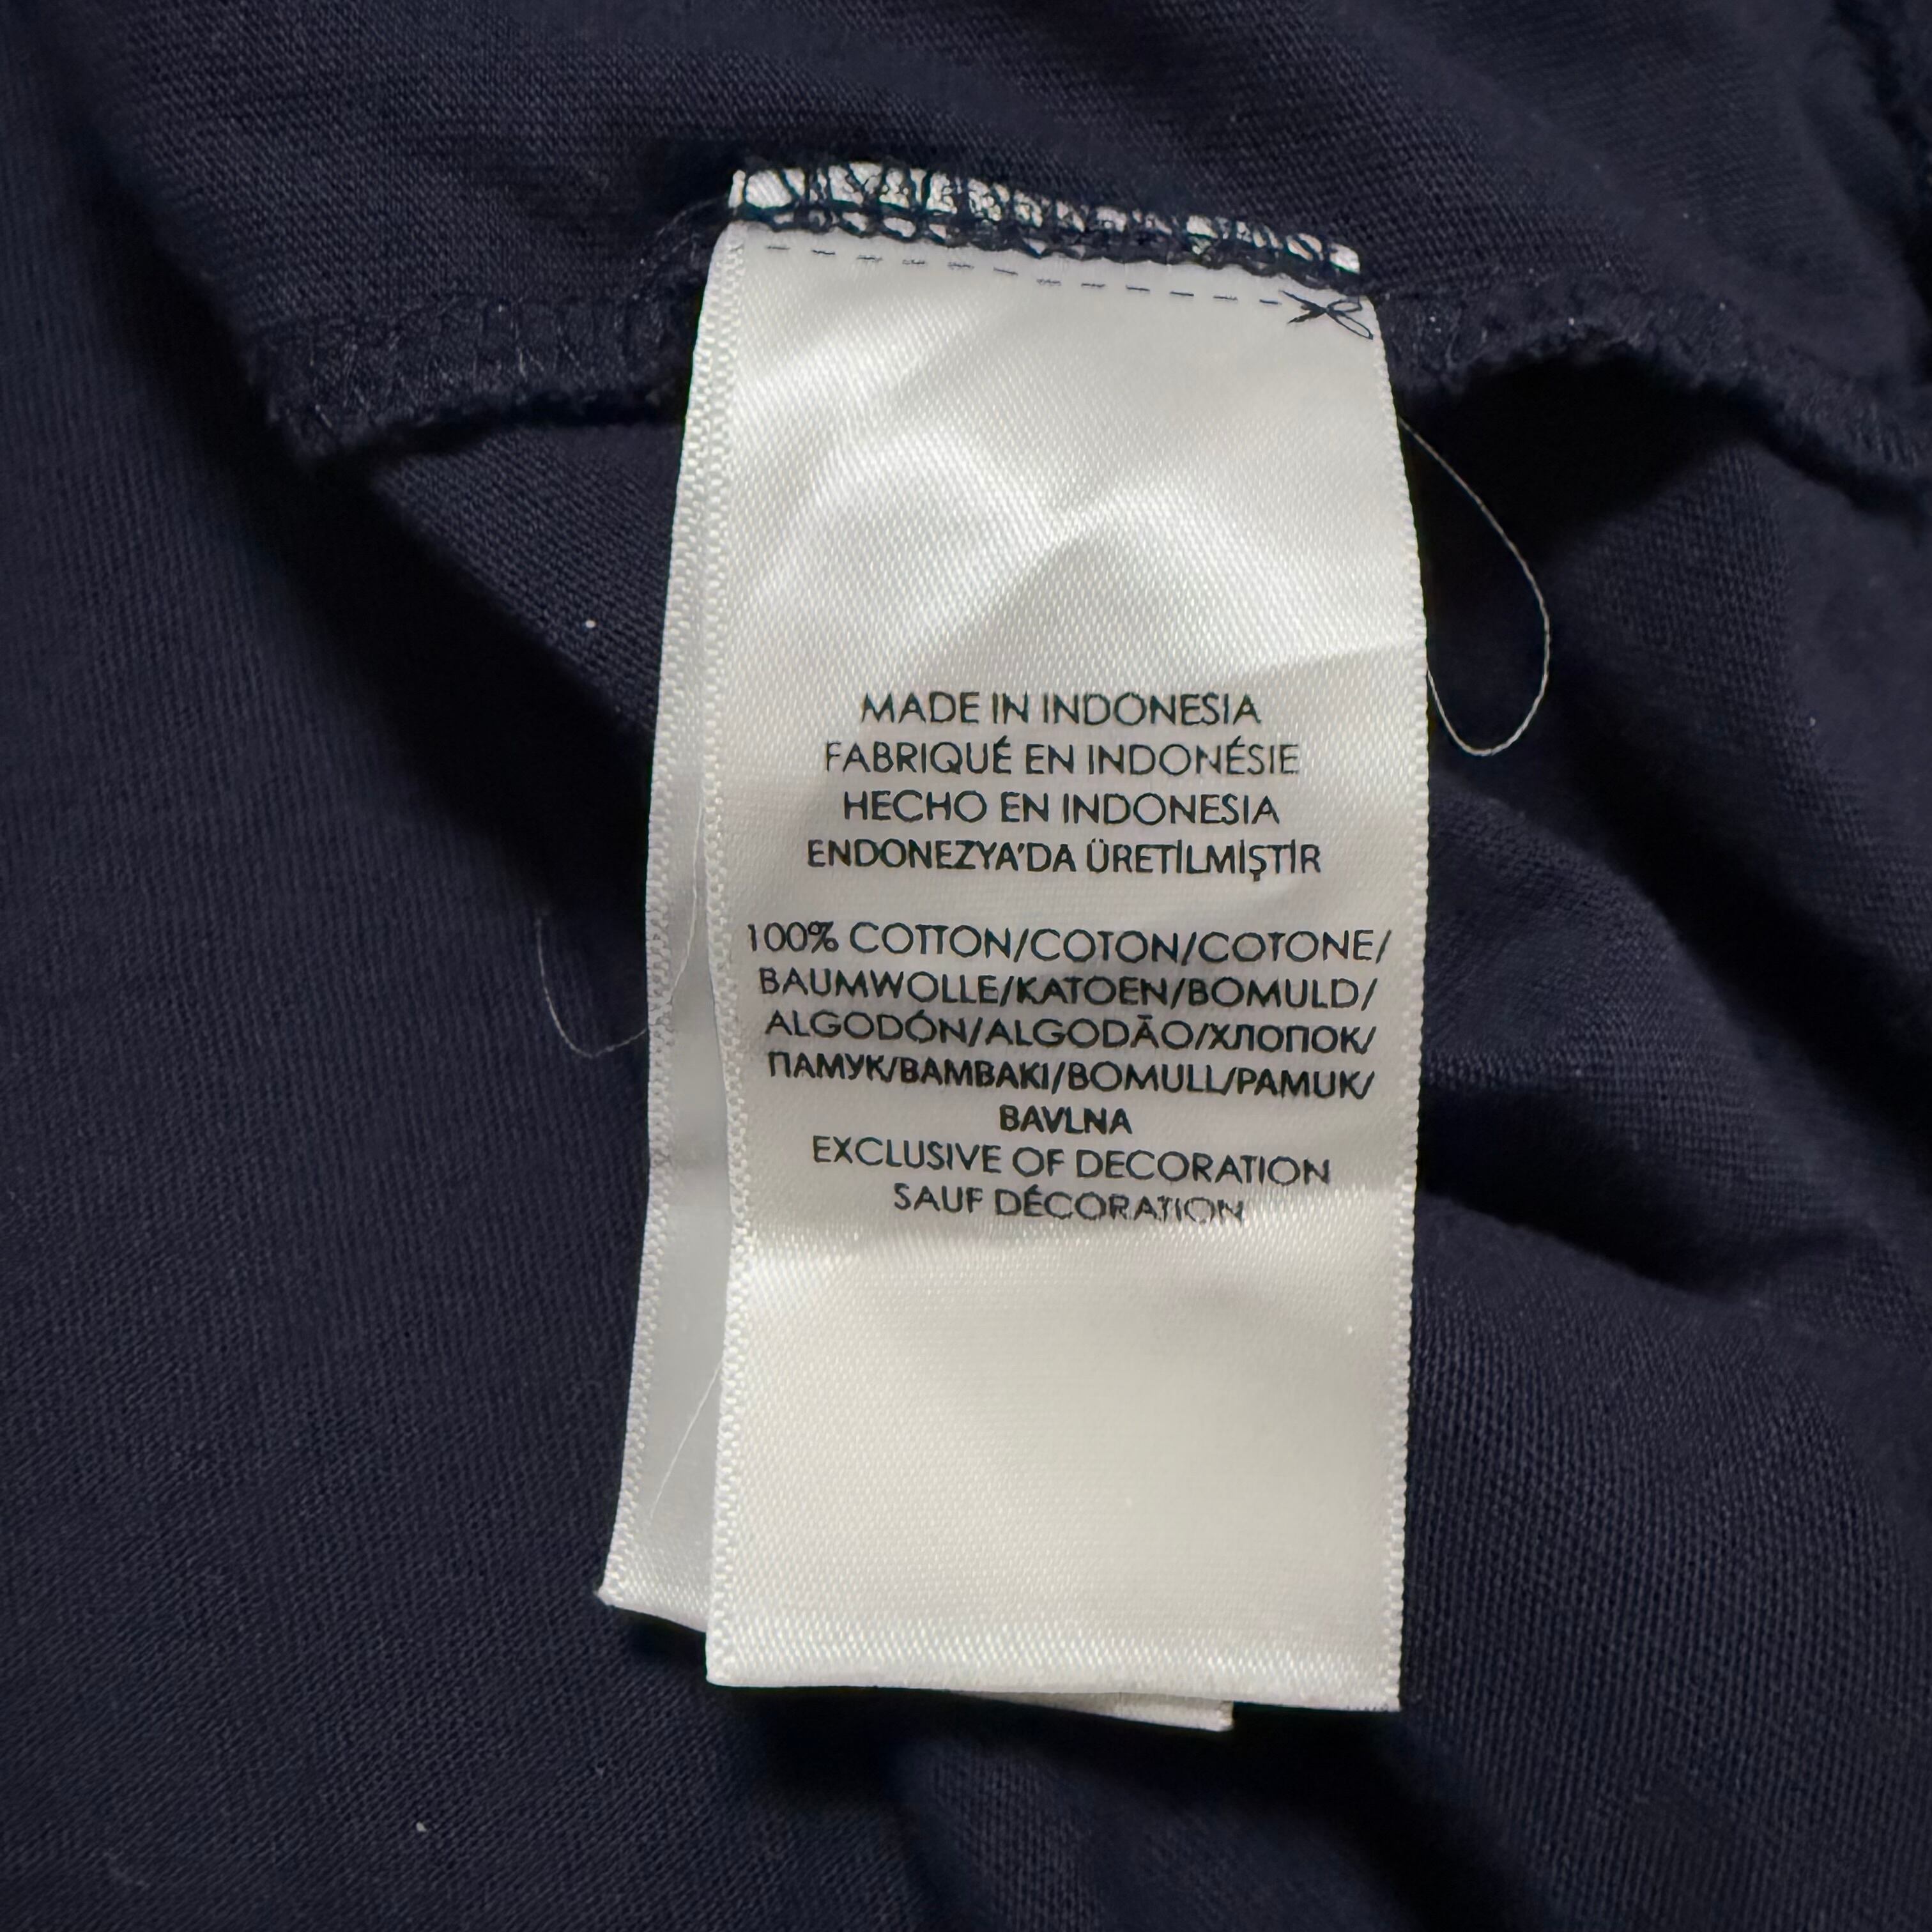 MADE IN INDONESIA
FABRIQUÉ EN INDONÉSIE
HECHO EN INDONESIA
ENDONEZYA'DA ÜRETİLMİŞTİR
100% COTTON/COTON/COTONE/
BAUMWOLLE/KATOEN/BOMULD/
ALGODÓN/ALGODÃO/ХЛОПОК/
ПАМУК/ΒΑΜΒΑΚΙ/BOMULL/PAMUK/
BAVLNA
EXCLUSIVE OF DECORATION
SAUF DÉCORATION